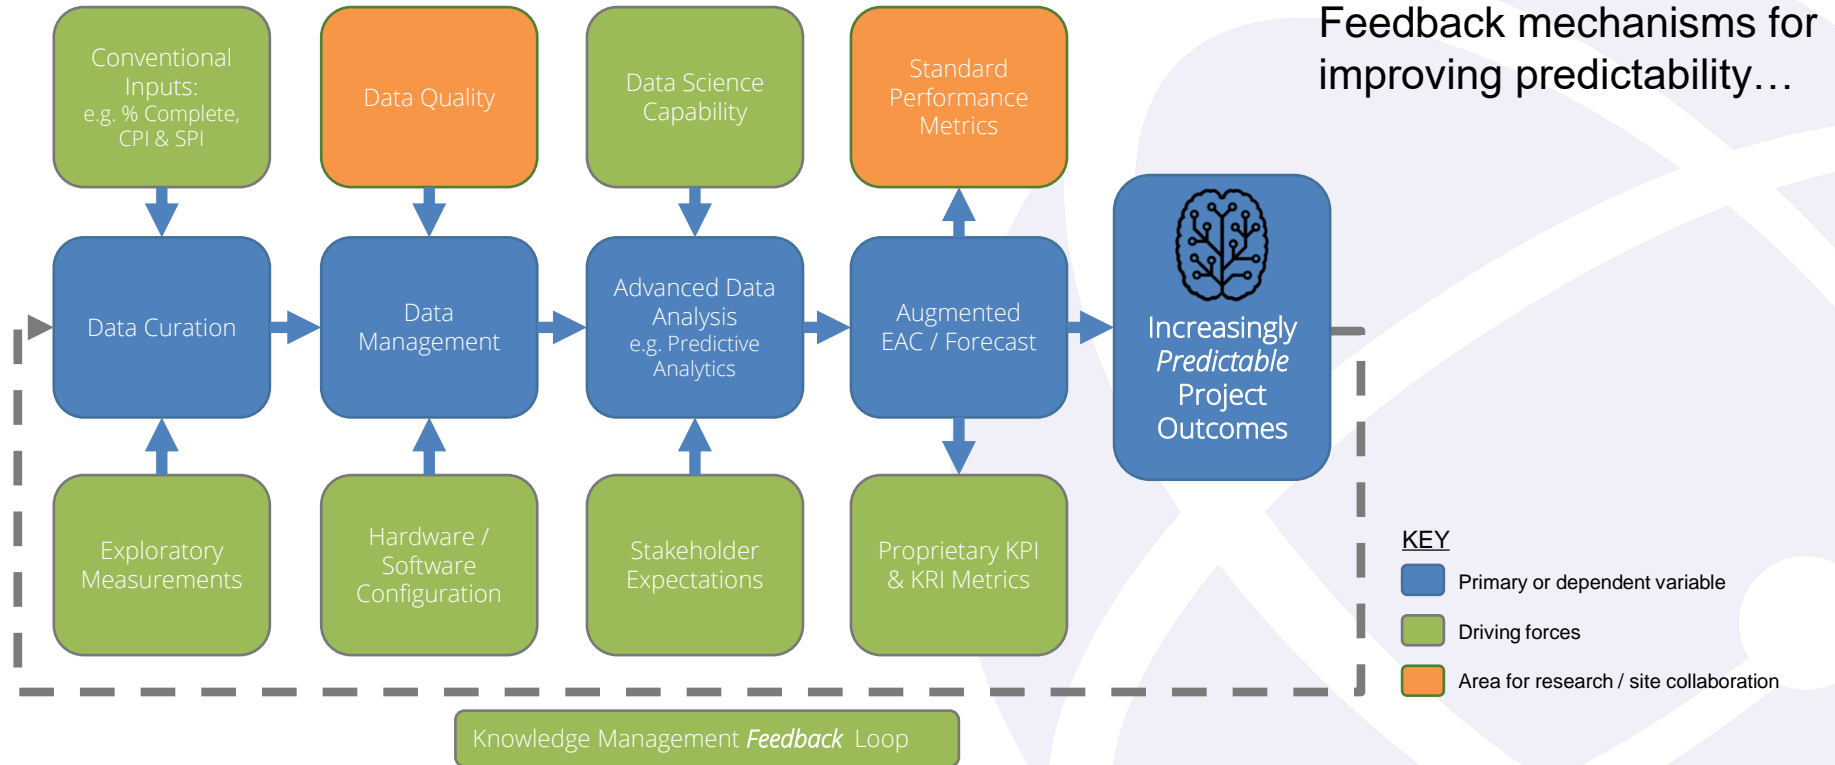 Feedback mechanisms for
improving predictability…
Conventional
Inputs:
e.g. % Complete,
CPI & SPI
Data Quality
Data Science
Capability
Standard
Performance
Metrics
Data Curation
Data
Management
Advanced Data
Analysis
e.g. Predictive
Analytics
Augmented
EAC / Forecast
Increasingly
Predictable
Project
Outcomes
Exploratory
Measurements
Hardware /
Software
Configuration
Stakeholder
Expectations
Proprietary KPI
& KRI Metrics
KEY
Primary or dependent variable
Driving forces
Area for research / site collaboration
Knowledge Management Feedback Loop